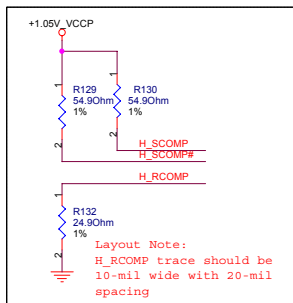 +1.05V_VCCP
1 1
R129 R130
54.9Ohm 54.9Ohm
1% 1%
2 2
H_SCOMP
H_SCOMP#
H_RCOMP
1
R132
24.9Ohm
1%
2
Layout Note:
H_RCOMP trace should be
10-mil wide with 20-mil
spacing